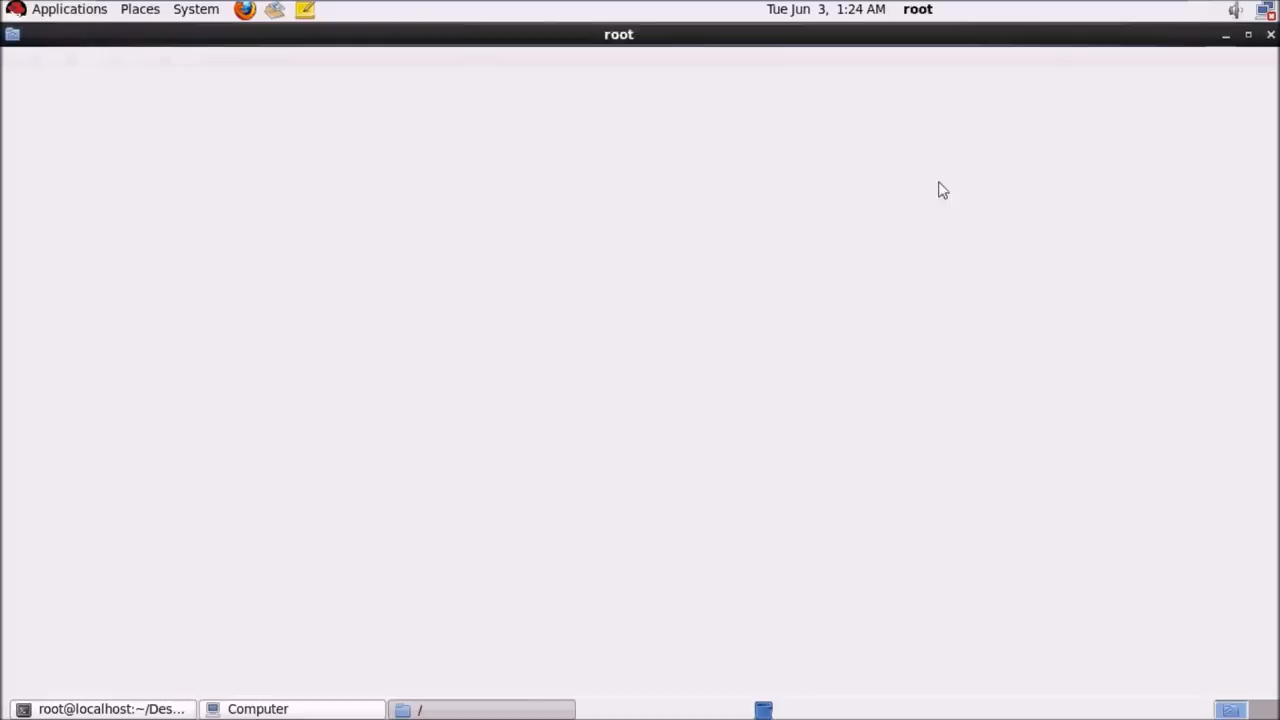 Applications Places System Tue Jun 3, 1:24 AM root
root
root@localhost:~/Des... Computer /